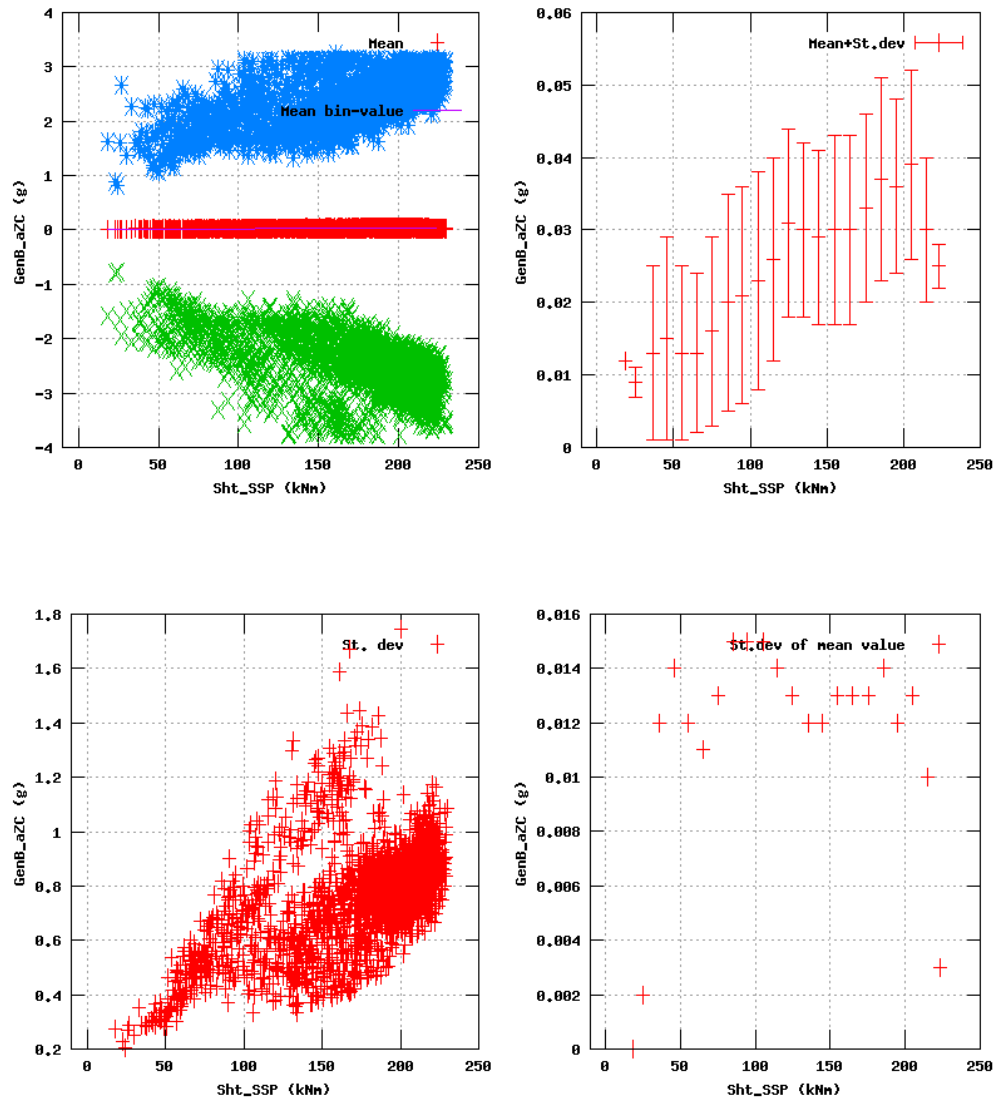 4
3
2
1
0
-1
-2
-3
-4
GenB_aZC (g)
Mean
Mean bin-value
0 50 100 150 200 250
Sht_SSP (kNm)
0.06
0.05
0.04
0.03
0.02
0.01
0
GenB_aZC (g)
Mean+St.dev
0 50 100 150 200 250
Sht_SSP (kNm)
1.8
1.6
1.4
1.2
1
0.8
0.6
0.4
0.2
GenB_aZC (g)
St. dev
0 50 100 150 200 250
Sht_SSP (kNm)
0.016
0.014
0.012
0.01
0.008
0.006
0.004
0.002
0
GenB_aZC (g)
St.dev of mean value
0 50 100 150 200 250
Sht_SSP (kNm)